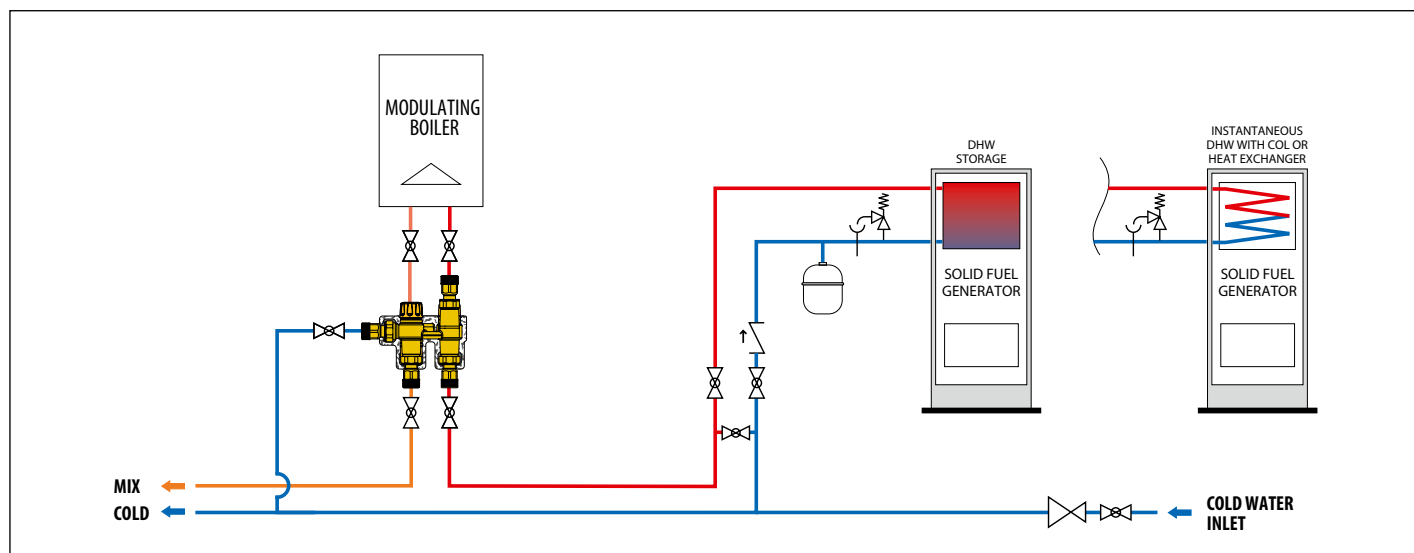 MODULATING
BOILER
DHW
STORAGE
INSTANTANEOUS
DHW WITH COL OR
HEAT EXCHANGER
SOLID FUEL
GENERATOR
SOLID FUEL
GENERATOR
MIX
COLD
COLD WATER
INLET